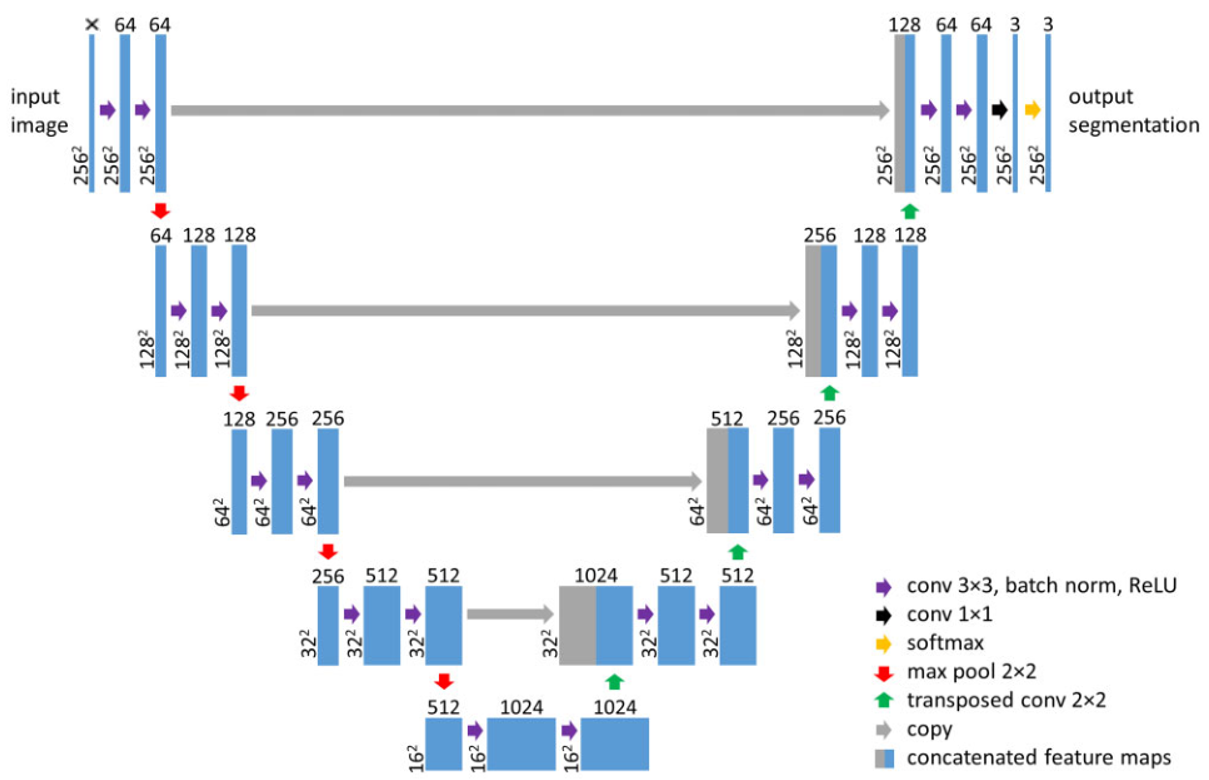 × 64 64
128 64 64 3 3
input
image
output
segmentation
256² 256² 256²
256² 256² 256² 256² 256²
64 128 128
256 128 128
128² 128² 128²
128² 128² 128²
128 256 256
512 256 256
64² 64² 64²
64² 64² 64²
256 512 512
1024 512 512
32² 32² 32²
32² 32² 32²
512 1024 1024
16² 16² 16²
conv 3×3, batch norm, ReLU
conv 1×1
softmax
max pool 2×2
transposed conv 2×2
copy
concatenated feature maps